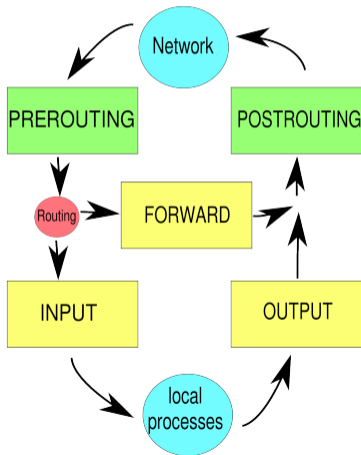 Network
PREROUTING
POSTROUTING
Routing
FORWARD
INPUT
OUTPUT
local
processes